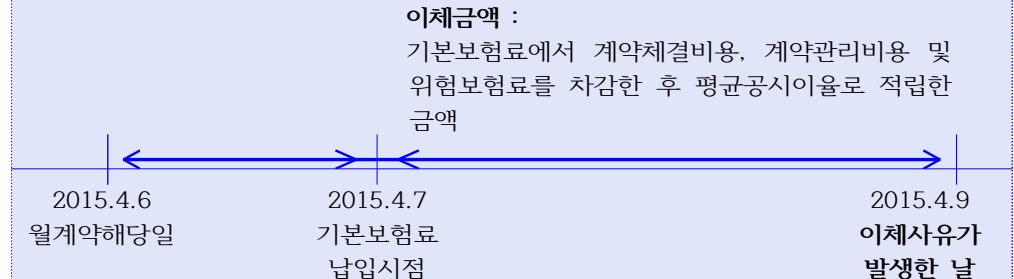 이체금액 :
기본보험료에서 계약체결비용, 계약관리비용 및
위험보험료를 차감한 후 평균공시이율로 적립한
금액
2015.4.6
월계약해당일
2015.4.7
기본보험료
납입시점
2015.4.9
이체사유가
발생한 날